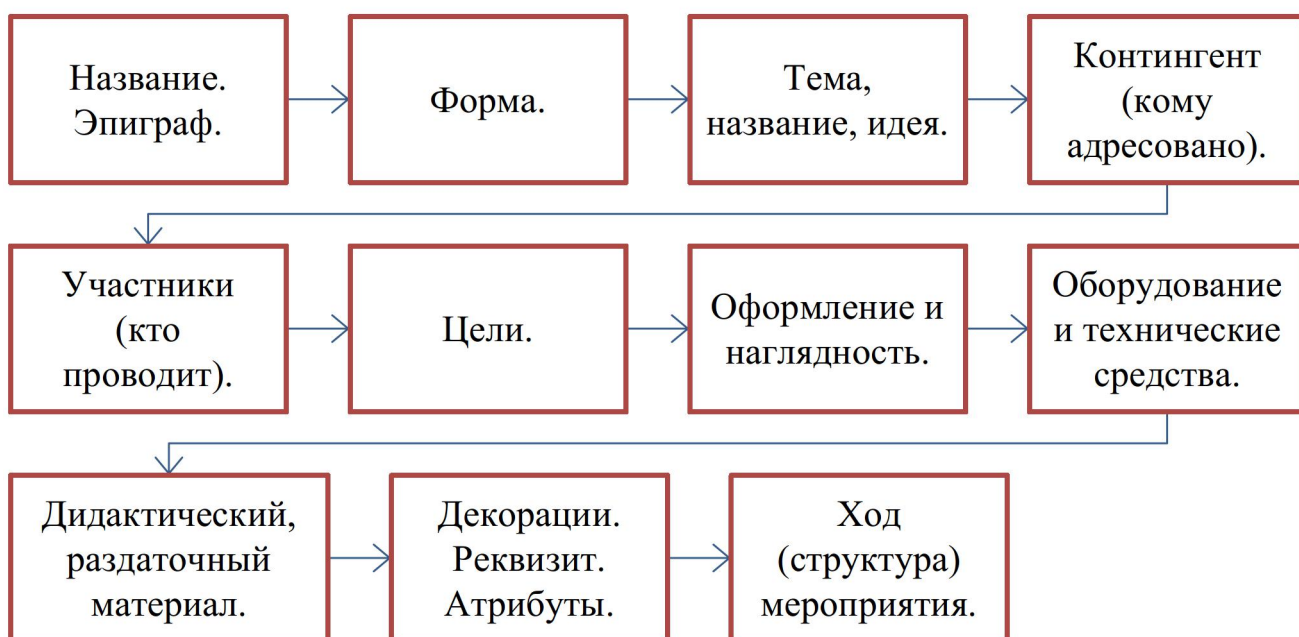 Название.
Эпиграф.
Форма.
Тема,
название, идея.
Контингент
(кому
адресовано).
Участники
(кто
проводит).
Цели.
Оформление и
наглядность.
Оборудование
и технические
средства.
Дидактический,
раздаточный
материал.
Декорации.
Реквизит.
Атрибуты.
Ход
(структура)
мероприятия.